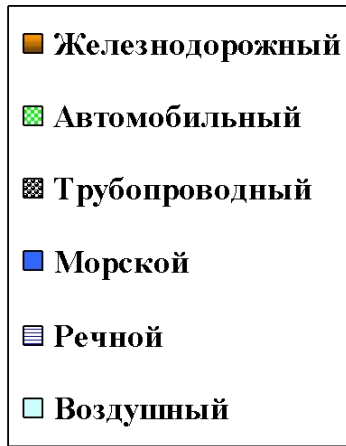 Железнодорожный
Автомобильный
Трубопроводный
Морской
Речной
Воздушный